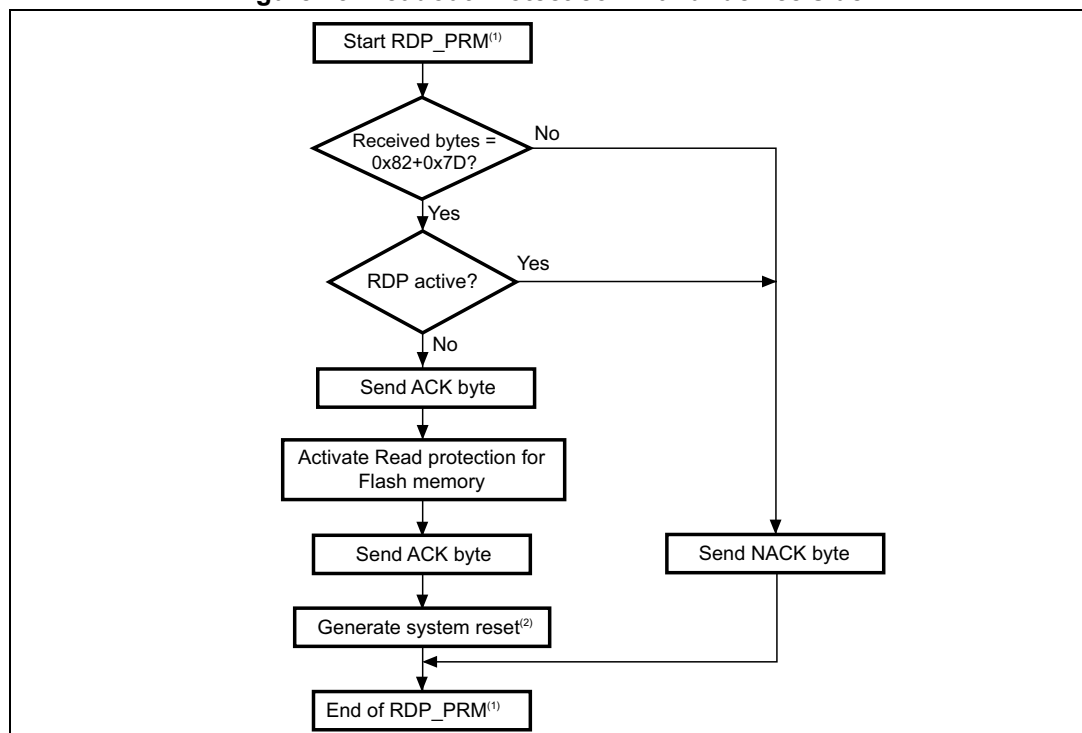 Start RDP_PRM(1)
Received bytes =
0x82+0x7D?
No
Yes
RDP active?
Yes
No
Send ACK byte
Activate Read protection for
Flash memory
Send ACK byte
Send NACK byte
Generate system reset(2)
End of RDP_PRM(1)